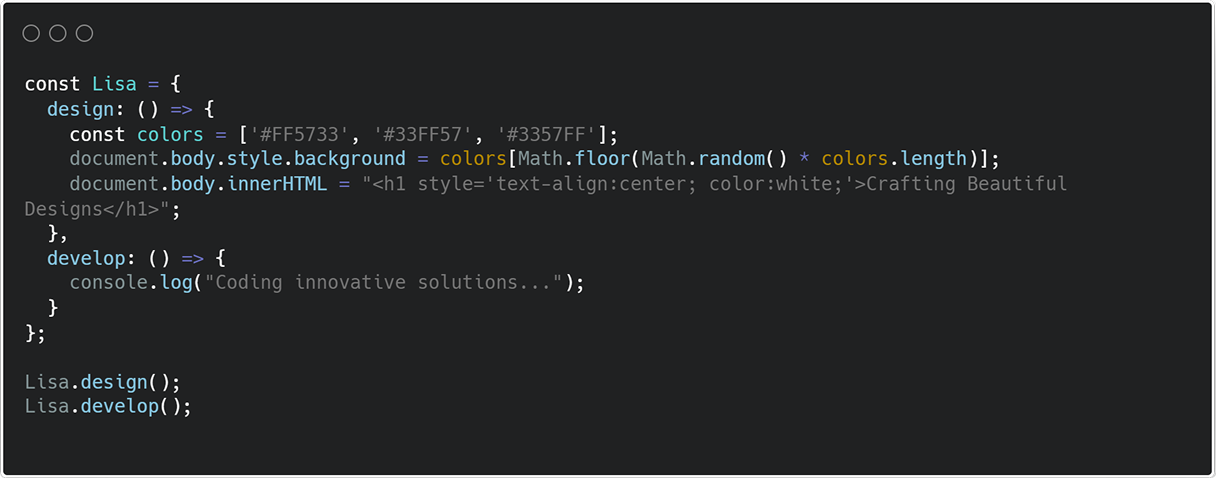 const Lisa = {
  design: () => {
    const colors = ['#FF5733', '#33FF57', '#3357FF'];
    document.body.style.background = colors[Math.floor(Math.random() * colors.length)];
    document.body.innerHTML = "<h1 style='text-align:center; color:white;'>Crafting Beautiful
Designs</h1>";
  },
  develop: () => {
    console.log("Coding innovative solutions...");
  }
};

Lisa.design();
Lisa.develop();